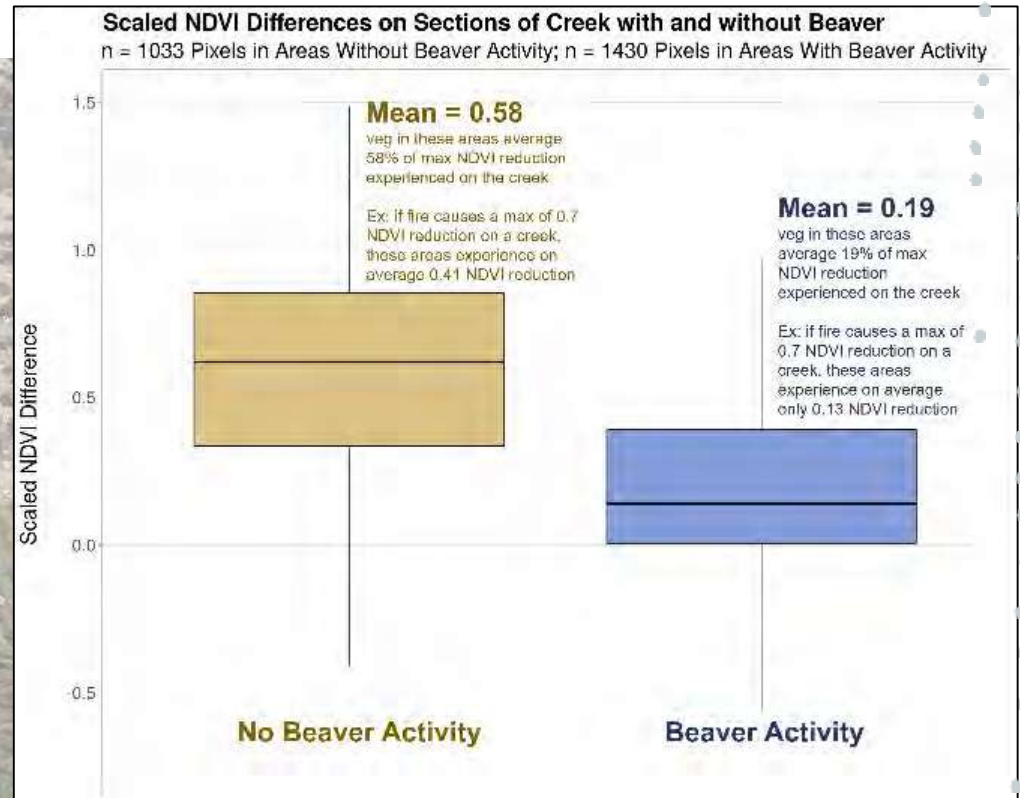 Scaled NDVI Differences on Sections of Creek with and without Beaver
n = 1033 Pixels in Areas Without Beaver Activity; n = 1430 Pixels in Areas With Beaver Activity
Scaled NDVI Difference
1.5
1.0
0.5
0.0
-0.5
Mean = 0.58
veg in these areas average
58% of max NDVI reduction
experienced on the creek
Ex: if fire causes a max of 0.7
NDVI reduction on a creek,
these areas experience on
average 0.41 NDVI reduction
Mean = 0.19
veg in these areas
average 19% of max
NDVI reduction
experienced on the creek
Ex: if fire causes a max of
0.7 NDVI reduction on a
creek, these areas
experience on average
only 0.13 NDVI reduction
No Beaver Activity
Beaver Activity